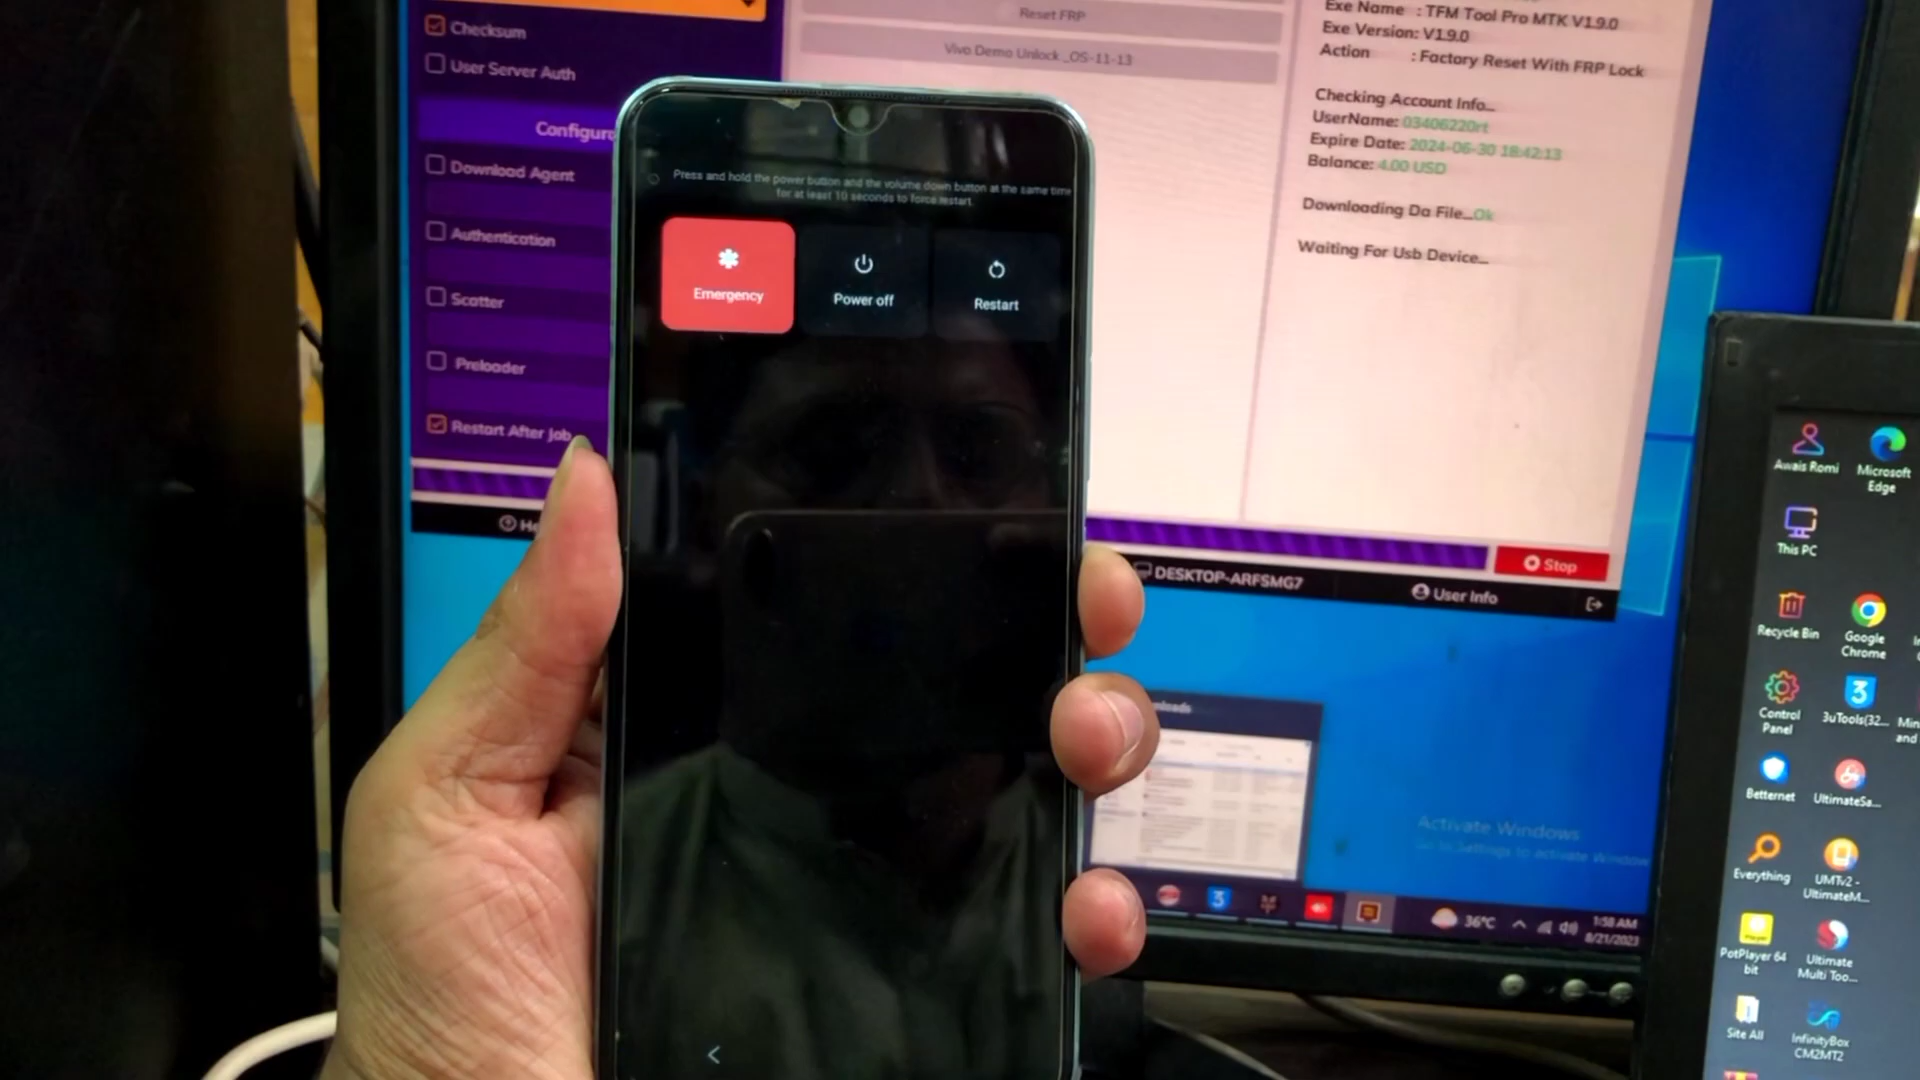 Checksum
User Server Auth
Download Agent
Authentication
Scatter
Preloader
Restart After Job
Reset FRP
Vivo Demo Unlock_OS-11-13
Exe Name : TFM Tool Pro MTK V1.9.0
Exe Version: V1.9.0
Action : Factory Reset With FRP Lock
Checking Account Info...
UserName: 03406220rt
Expire Date: 2024-06-30 18:42:13
Balance: 4.00 USD
Downloading Da File...Ok
Waiting For Usb Device...
Stop
DESKTOP-ARFSMG7
User Info
Press and hold the power button and the volume down button at the same time
for at least 10 seconds to force restart.
Emergency
Power off
Restart
Activate Windows
Go to Settings to activate Window
36°C
1:58 AM
8/21/2023
Awais Romi
Microsoft
Edge
This PC
Recycle Bin
Google
Chrome
Control
Panel
3uTools(32...
Betternet
UltimateSa...
Everything
UMTv2 -
UltimateM...
PotPlayer 64
bit
Ultimate
Multi Too...
Site All
InfinityBox
CM2MT2